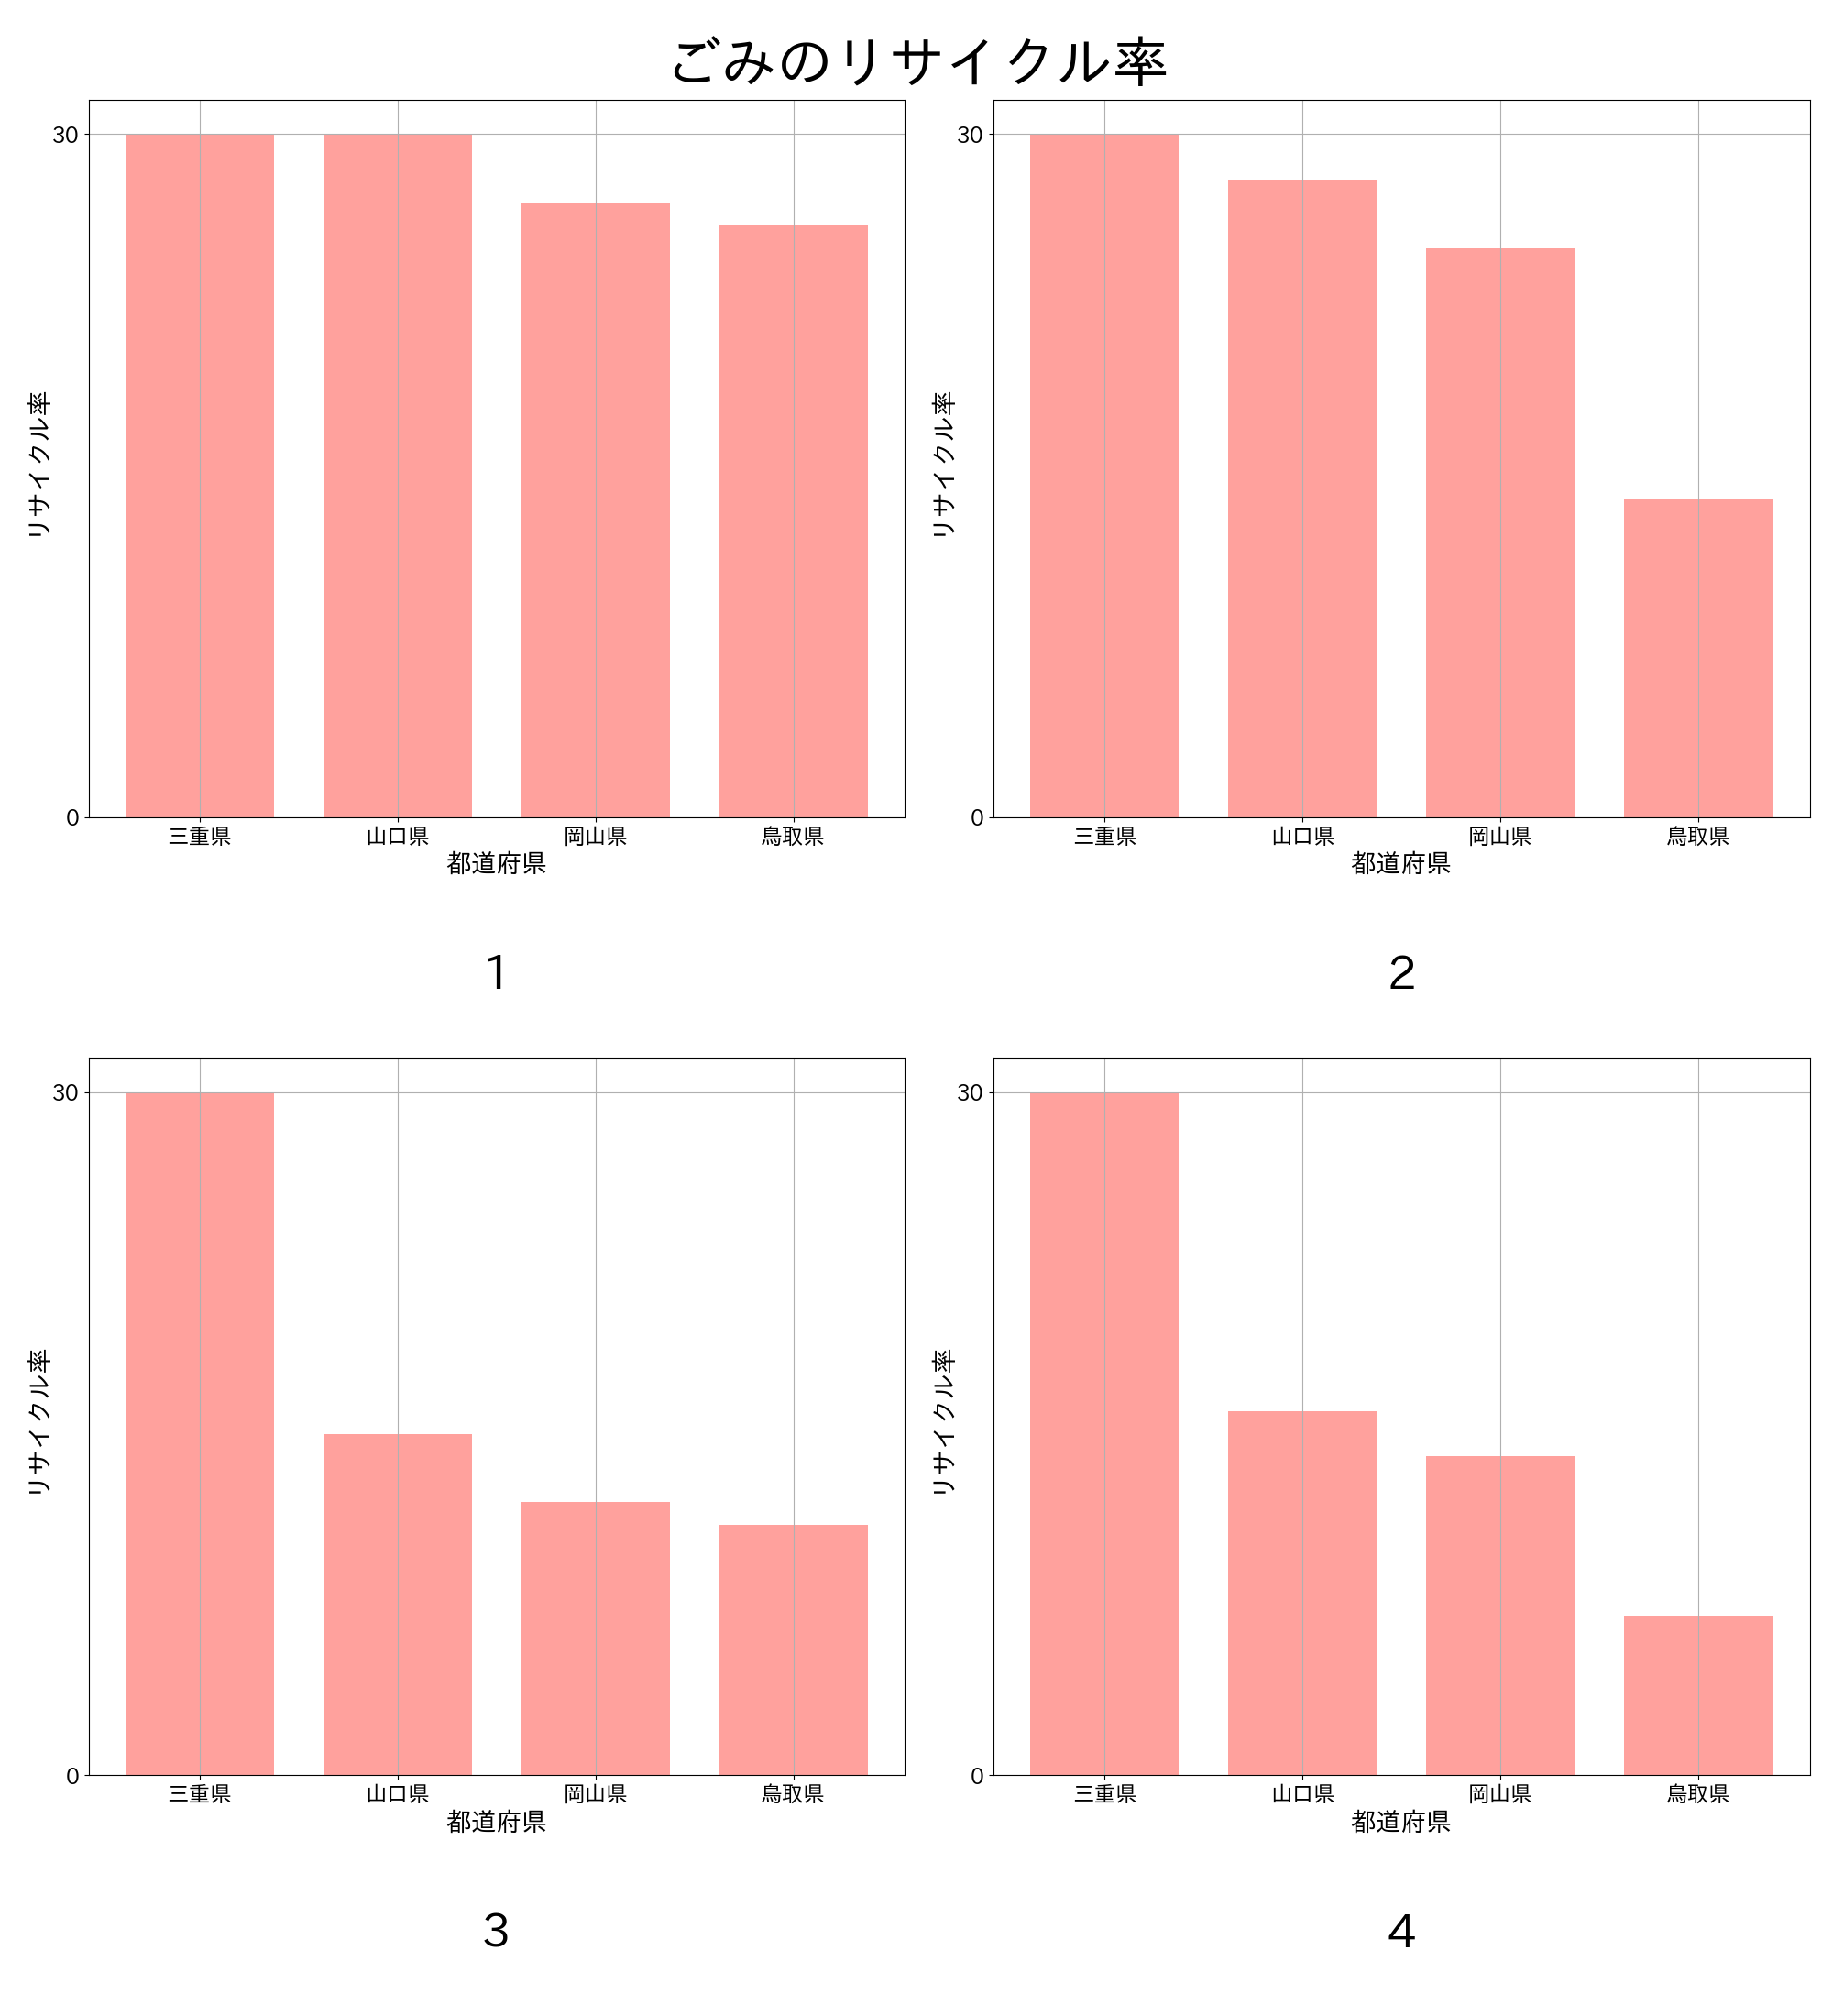 ごみのリサイクル率
30
0
リサイクル率
三重県 山口県 岡山県 鳥取県
都道府県
1
30
0
リサイクル率
三重県 山口県 岡山県 鳥取県
都道府県
2
30
0
リサイクル率
三重県 山口県 岡山県 鳥取県
都道府県
3
30
0
リサイクル率
三重県 山口県 岡山県 鳥取県
都道府県
4